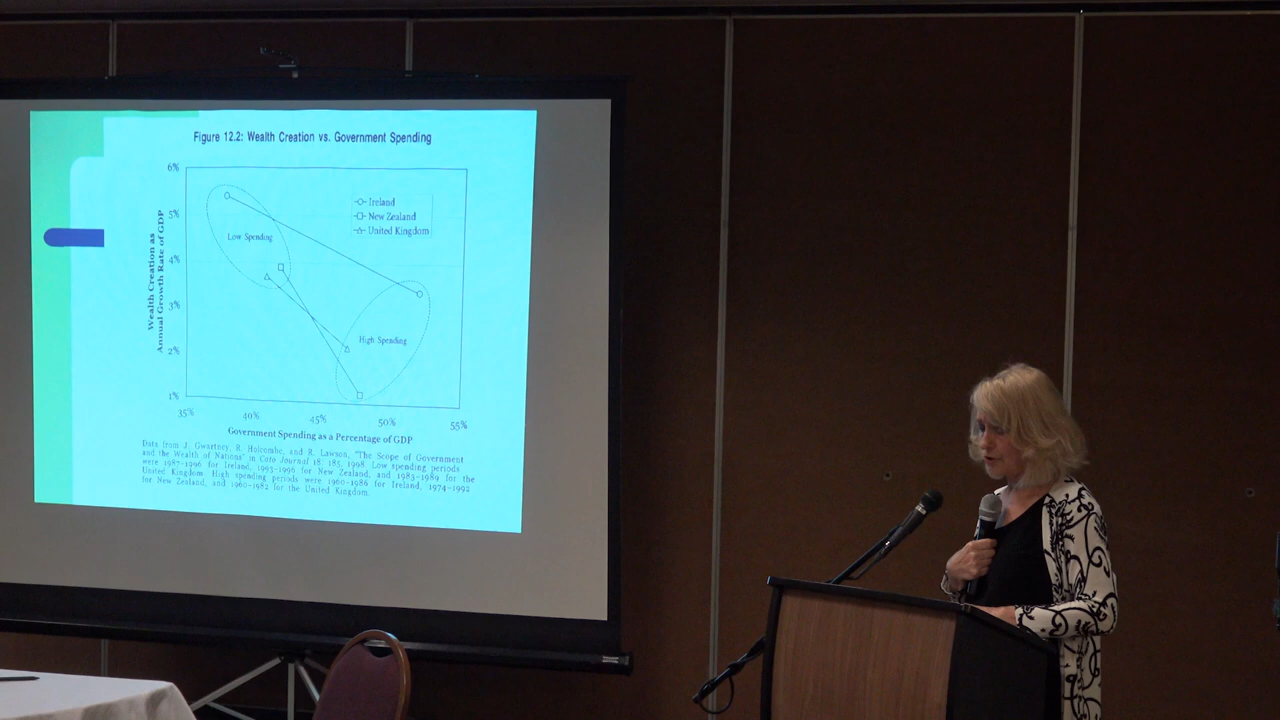 Figure 12.2: Wealth Creation vs. Government Spending
6%
5%
4%
3%
2%
1%
Wealth Creation as
Annual Growth Rate of GDP
Ireland
New Zealand
United Kingdom
Low Spending
High Spending
35%
40%
45%
50%
55%
Government Spending as a Percentage of GDP
Data from J. Gwartney, R. Holcombe, and R. Lawson, "The Scope of Government
and the Wealth of Nations" in Cato Journal 18: 185, 1998. Low spending periods
were 1987-1996 for Ireland, 1993-1996 for New Zealand, and 1983-1989 for the
United Kingdom. High spending periods were 1960-1986 for Ireland, 1974-1992
for New Zealand, and 1960-1982 for the United Kingdom.